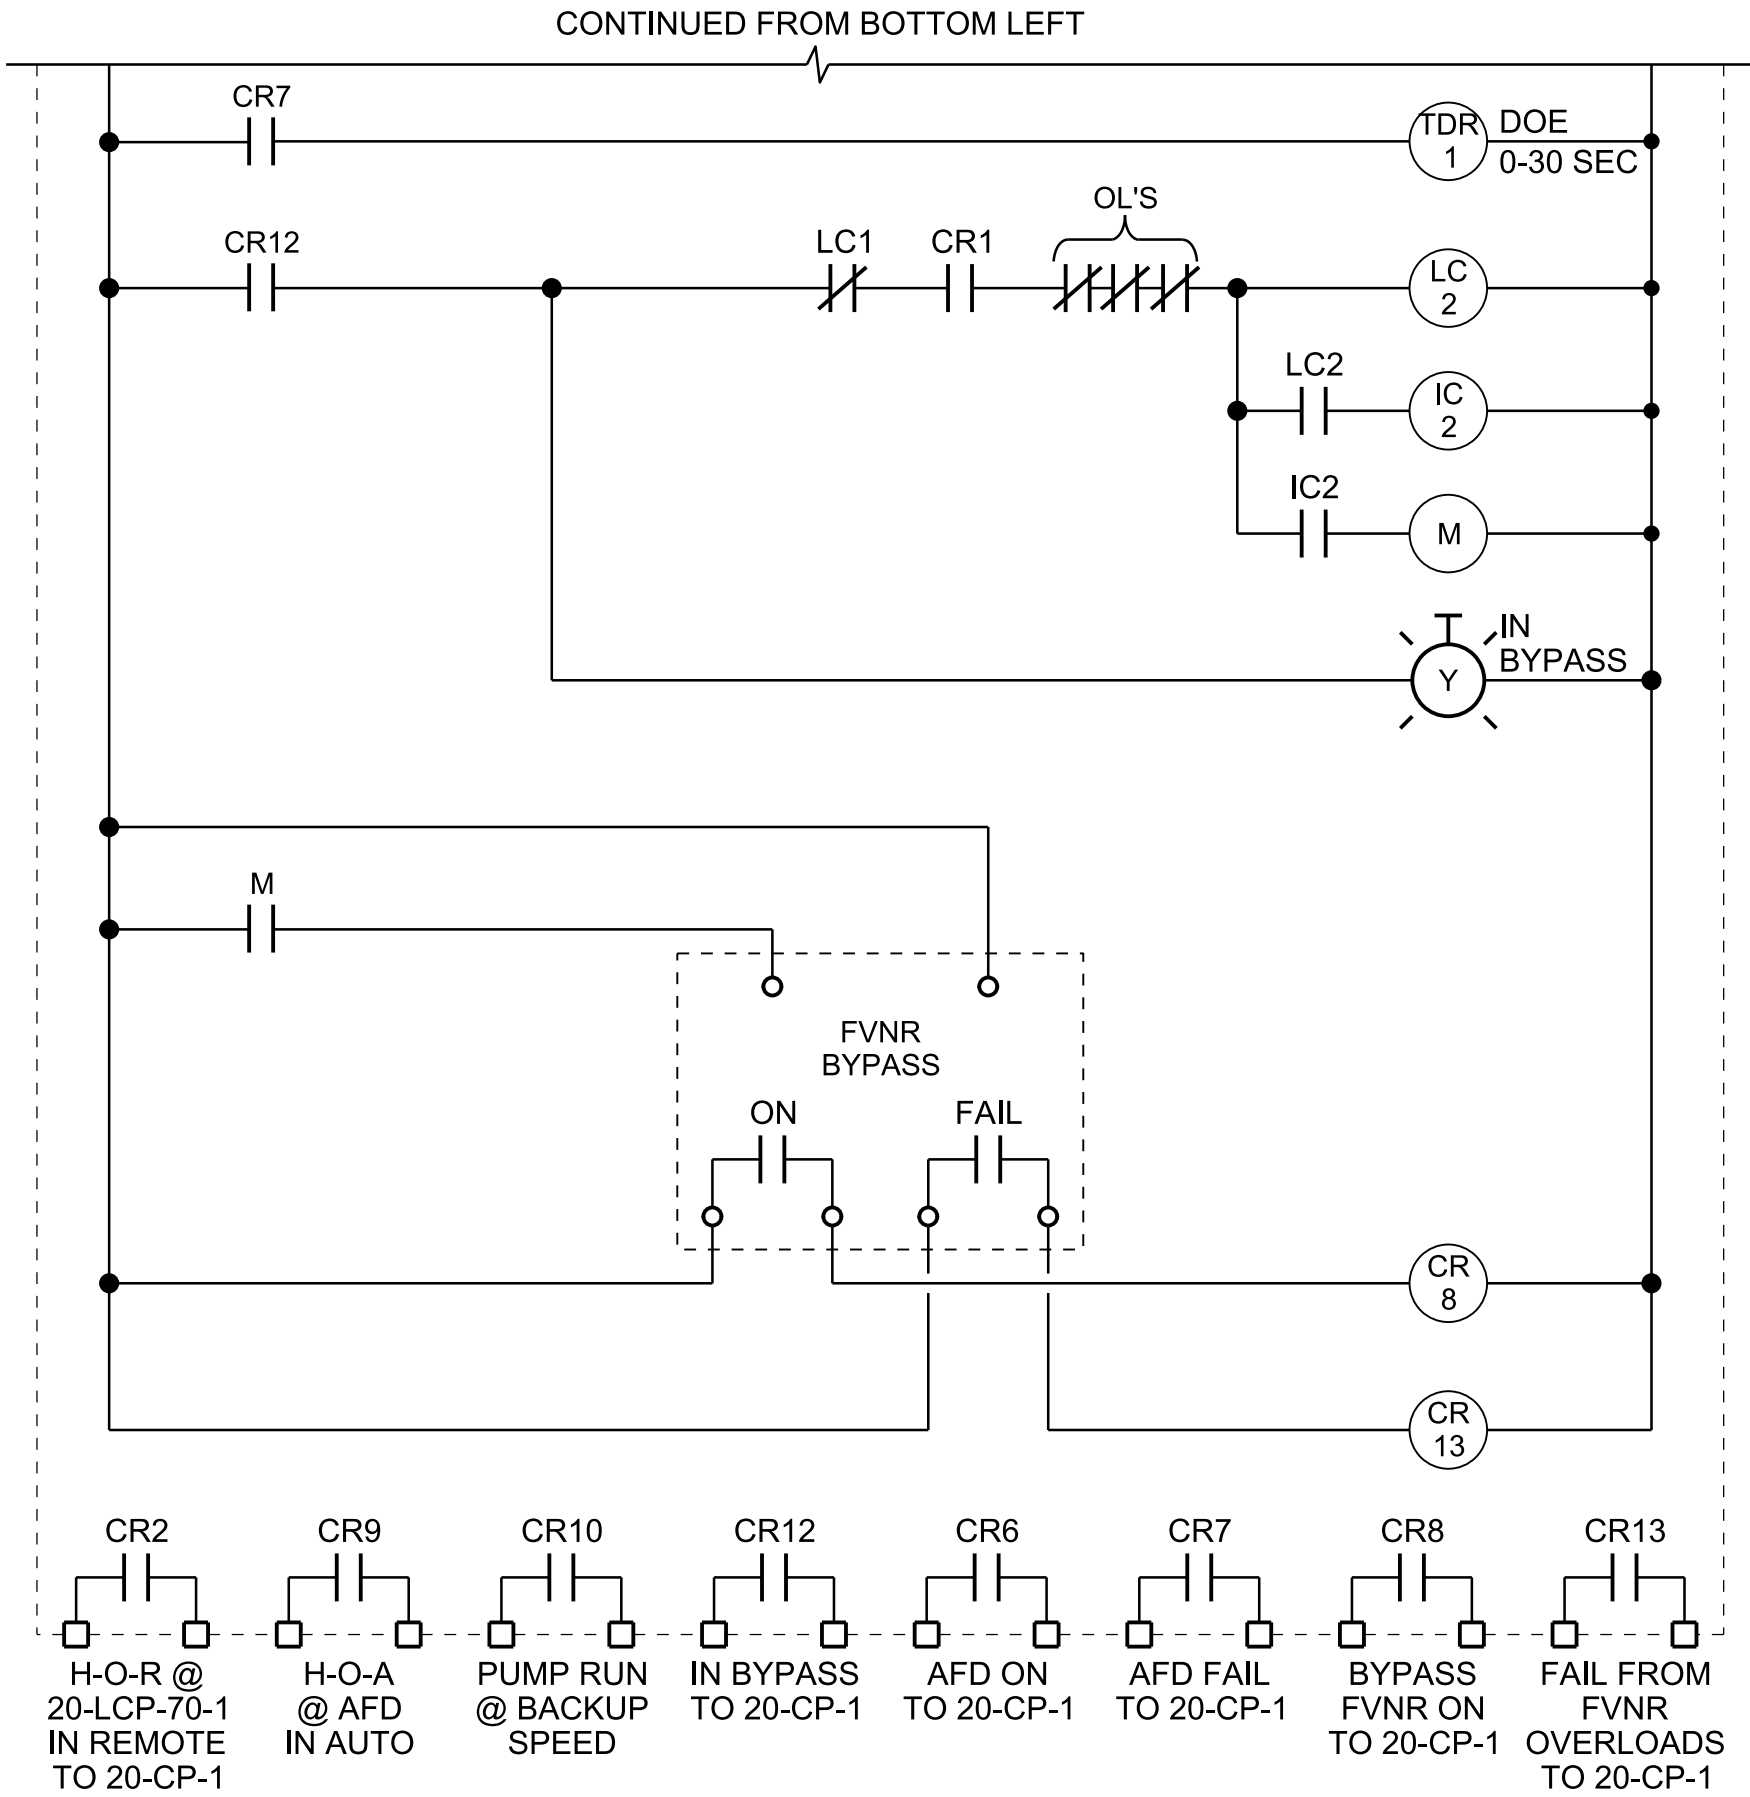 CONTINUED FROM BOTTOM LEFT
CR7
TDR
1
DOE
0-30 SEC
OL'S
CR12
LC1
CR1
LC
2
LC2
IC
2
IC2
M
IN
BYPASS
Y
M
FVNR
BYPASS
ON
FAIL
CR
8
CR
13
CR2
CR9
CR10
CR12
CR6
CR7
CR8
CR13
H-O-R @
20-LCP-70-1
IN REMOTE
TO 20-CP-1
H-O-A
@ AFD
IN AUTO
PUMP RUN
@ BACKUP
SPEED
IN BYPASS
TO 20-CP-1
AFD ON
TO 20-CP-1
AFD FAIL
TO 20-CP-1
BYPASS
FVNR ON
TO 20-CP-1
FAIL FROM
FVNR
OVERLOADS
TO 20-CP-1